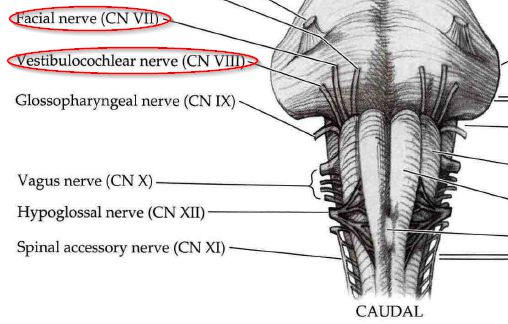 Facial nerve (CN VII)
Vestibulocochlear nerve (CN VIII)
Glossopharyngeal nerve (CN IX)
Vagus nerve (CN X)
Hypoglossal nerve (CN XII)
Spinal accessory nerve (CN XI)
CAUDAL